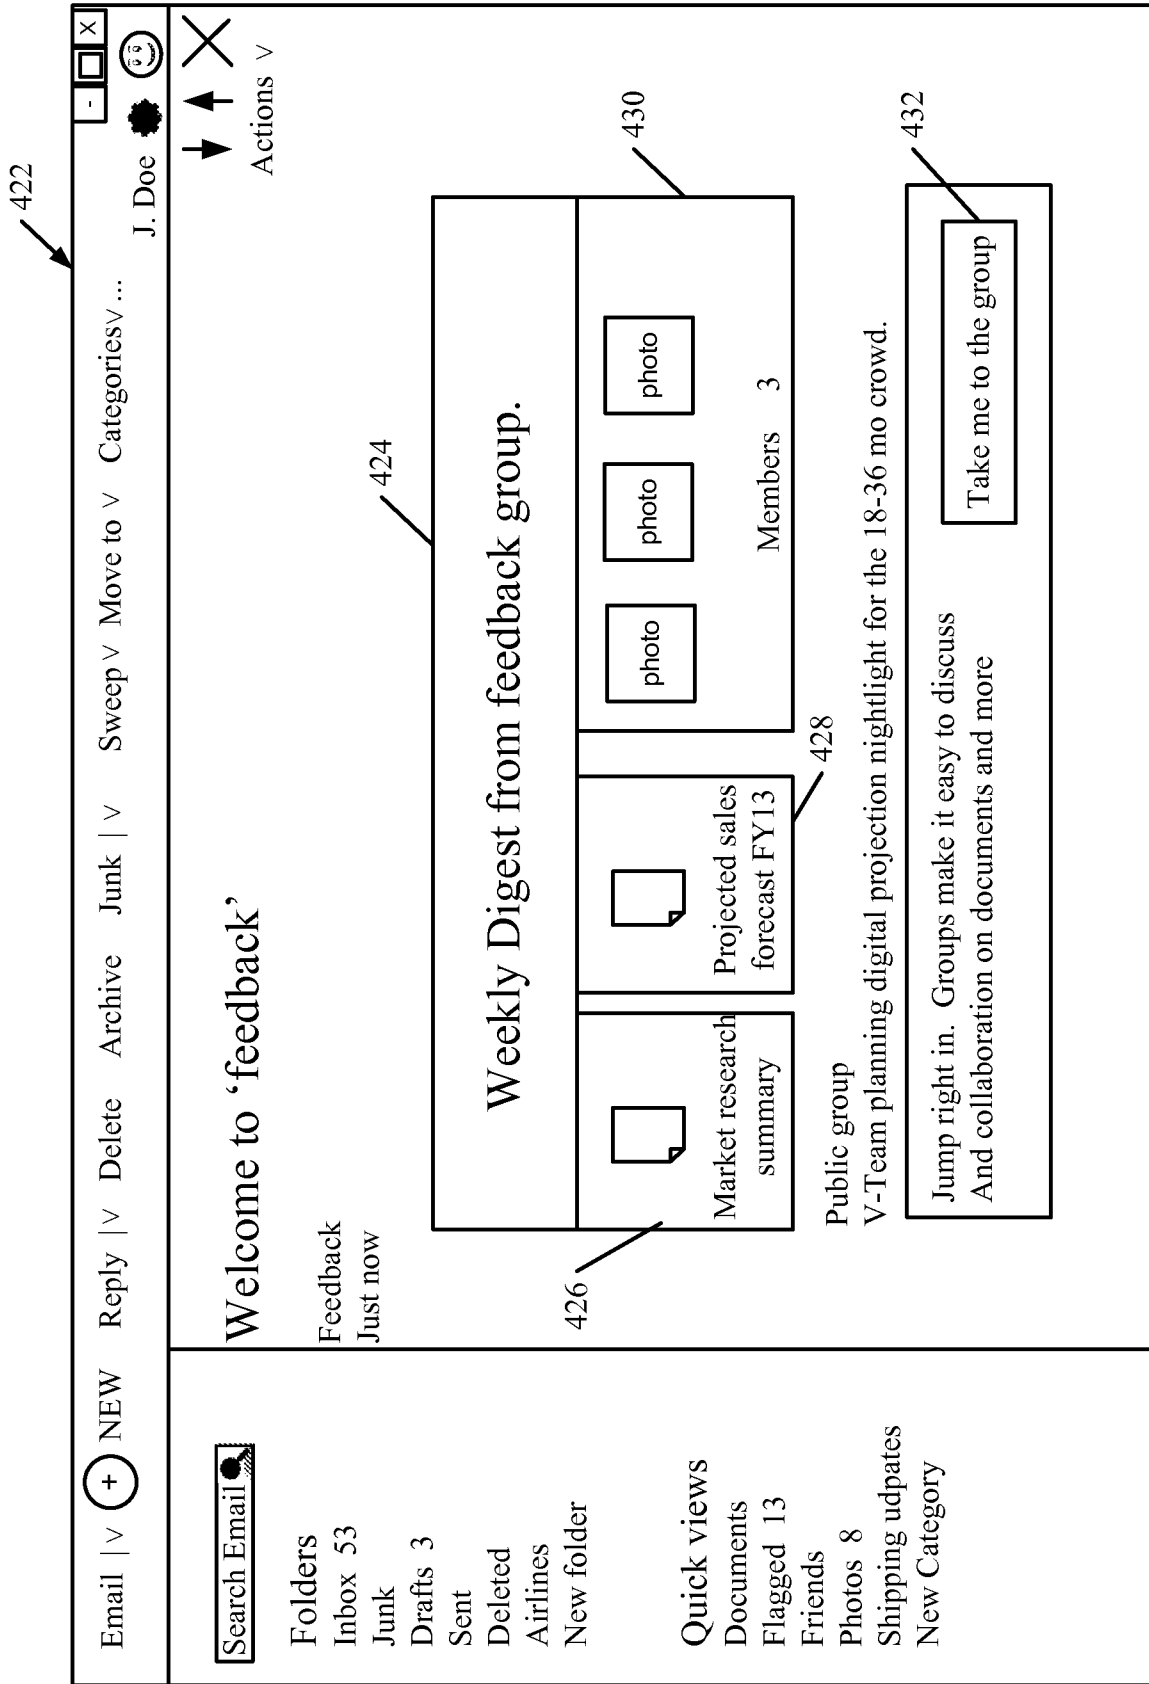 422
- X
Email | v + NEW Reply | v Delete Archive Junk | v Sweep v Move to v Categories v ...
J. Doe
Search Email
Folders
Inbox 53
Junk
Drafts 3
Sent
Deleted
Airlines
New folder
Quick views
Documents
Flagged 13
Friends
Photos 8
Shipping udpates
New Category
Welcome to ‘feedback’
Actions v
Feedback
Just now
424
Weekly Digest from feedback group.
426
Market research
summary
Projected sales
forecast FY13
428
photo photo photo
Members 3
430
Public group
V-Team planning digital projection nightlight for the 18-36 mo crowd.
Jump right in. Groups make it easy to discuss
And collaboration on documents and more
Take me to the group
432